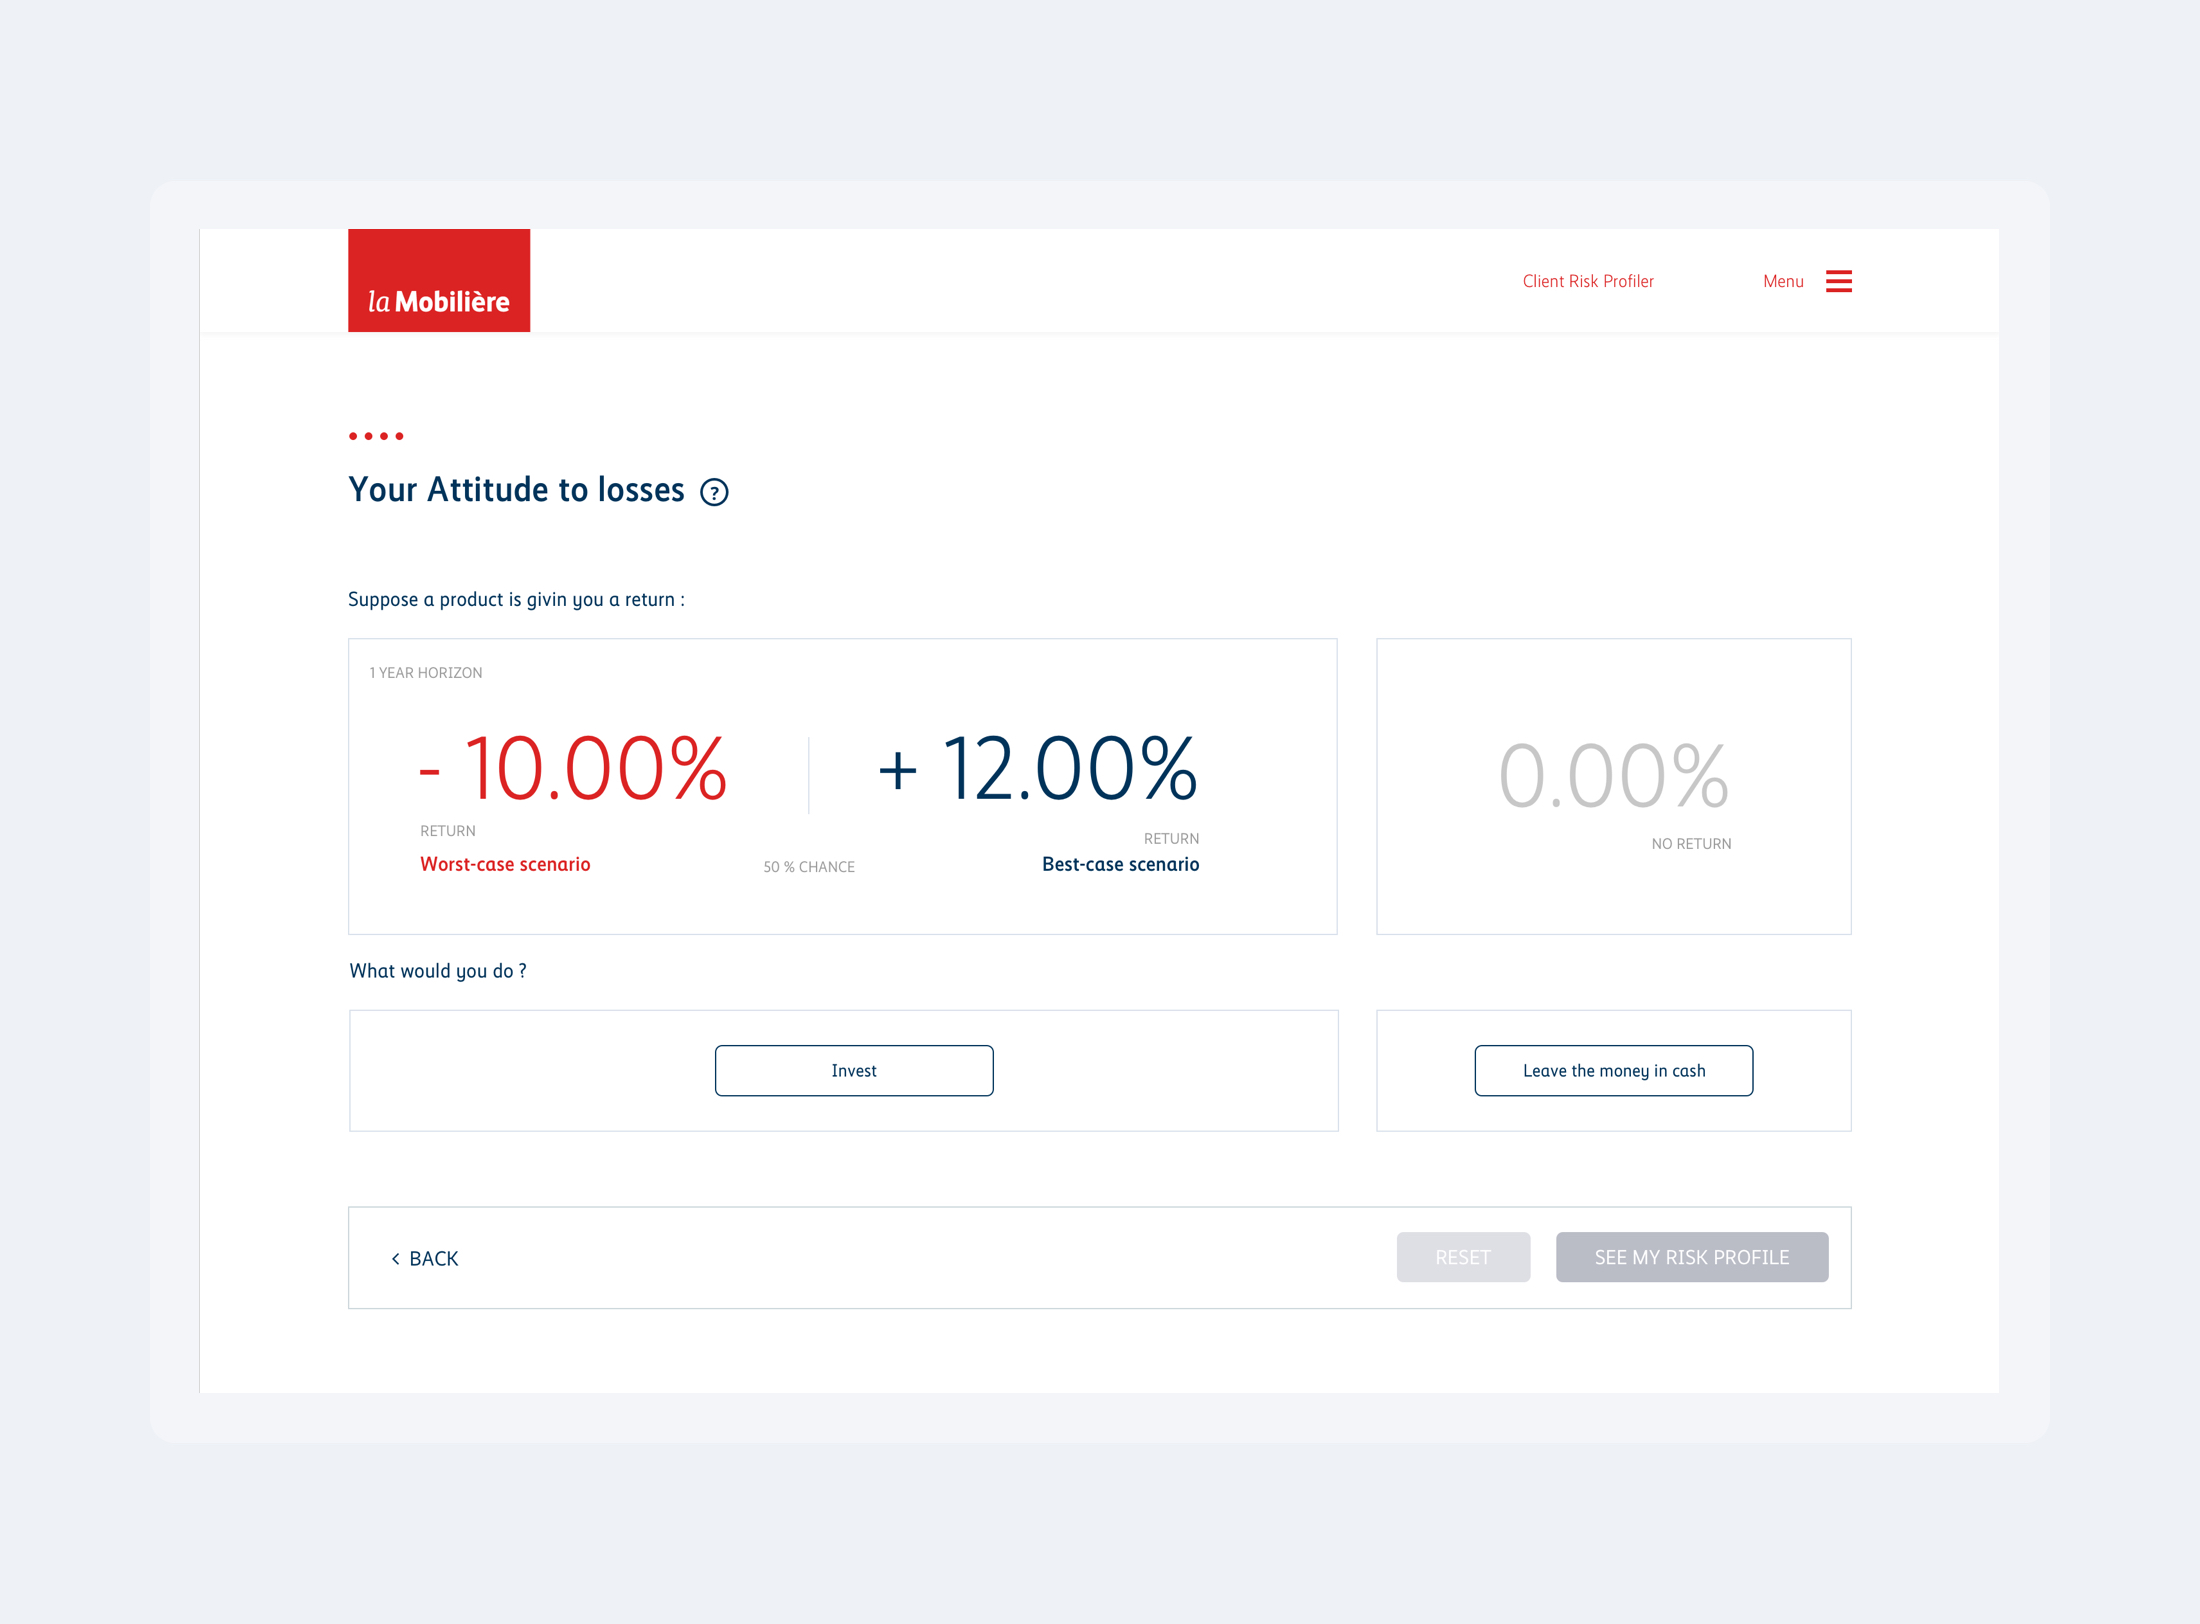 la Mobilière
Client Risk Profiler
Menu
Your Attitude to losses ?
Suppose a product is givin you a return :
1 YEAR HORIZON
- 10.00%
+ 12.00%
0.00%
RETURN
RETURN
NO RETURN
Worst-case scenario
50 % CHANCE
Best-case scenario
What would you do ?
Invest
Leave the money in cash
< BACK
RESET
SEE MY RISK PROFILE